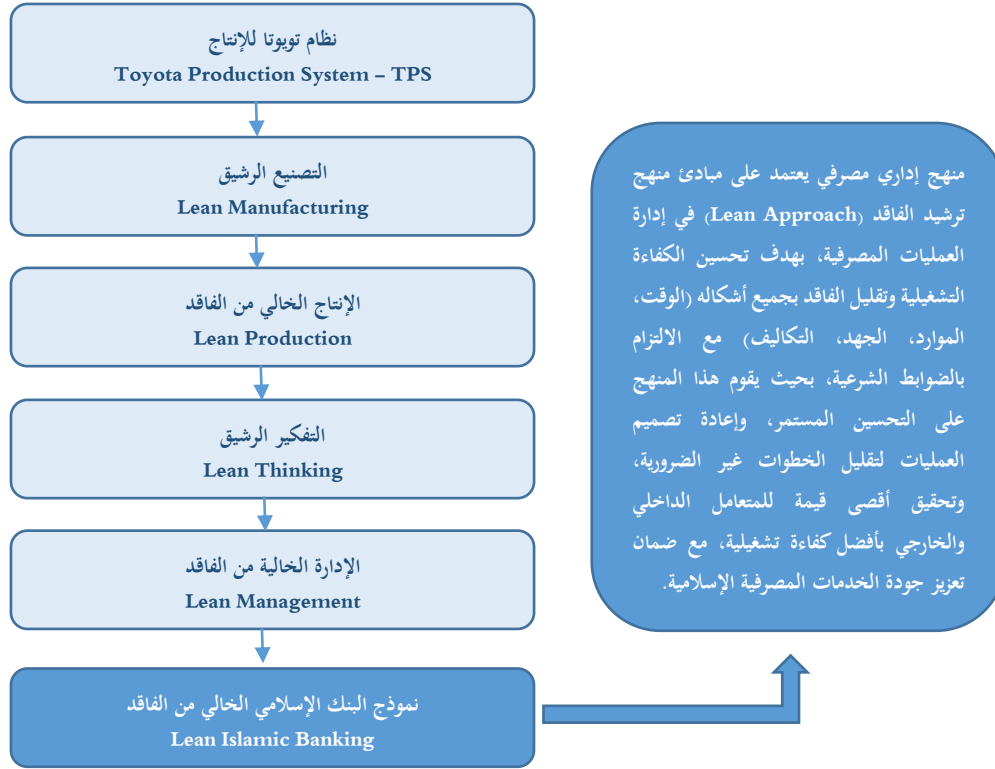 نظام تويوتا للإنتاج
Toyota Production System – TPS
التصنيع الرشيق
Lean Manufacturing
الإنتاج الخالي من الفاقد
Lean Production
التفكير الرشيق
Lean Thinking
الإدارة الخالية من الفاقد
Lean Management
نموذج البنك الإسلامي الخالي من الفاقد
Lean Islamic Banking
منهج إداري مصرفي يعتمد على مبادئ منهج
ترشيد الفاقد (Lean Approach) في إدارة
العمليات المصرفية، بهدف تحسين الكفاءة
التشغيلية وتقليل الفاقد بجميع أشكاله (الوقت،
الموارد، الجهد، التكاليف) مع الالتزام
بالضوابط الشرعية، بحيث يقوم هذا المنهج
على التحسين المستمر، وإعادة تصميم
العمليات لتقليل الخطوات غير الضرورية،
وتحقيق أقصى قيمة للمتعامل الداخلي
والخارجي بأفضل كفاءة تشغيلية، مع ضمان
تعزيز جودة الخدمات المصرفية الإسلامية.